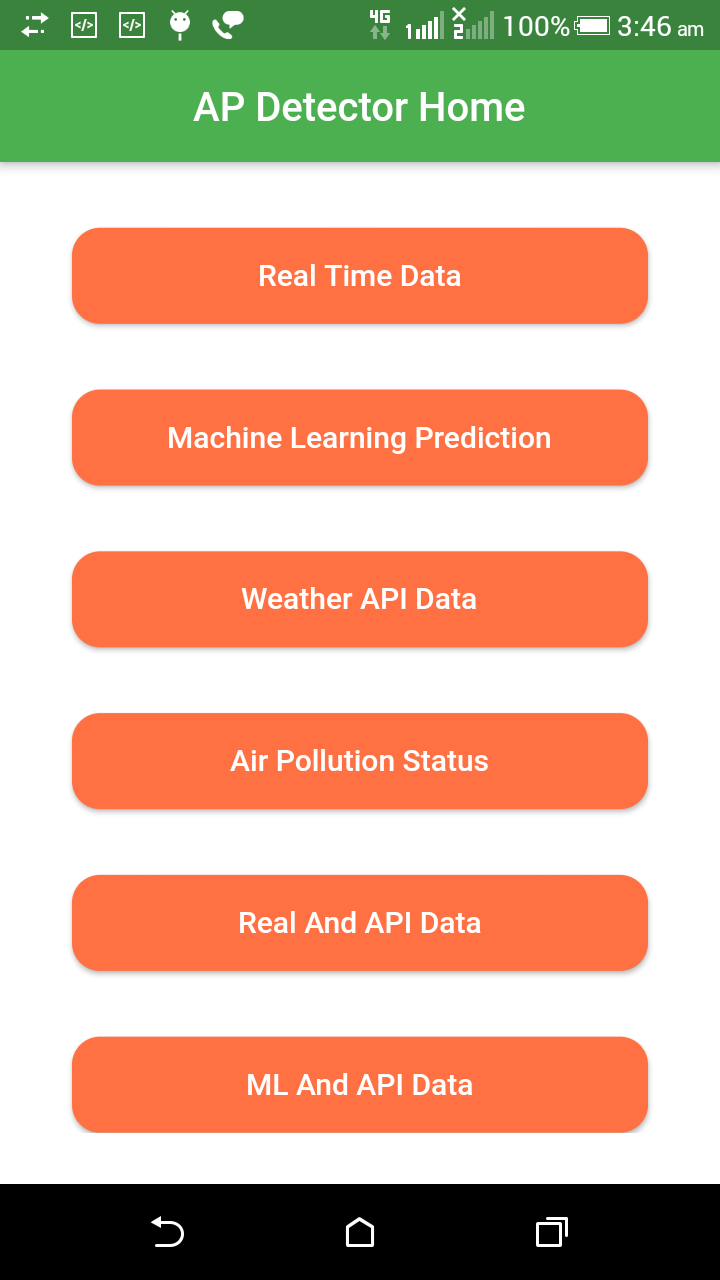 4G 1 2 100% 3:46 am
AP Detector Home
Real Time Data
Machine Learning Prediction
Weather API Data
Air Pollution Status
Real And API Data
ML And API Data